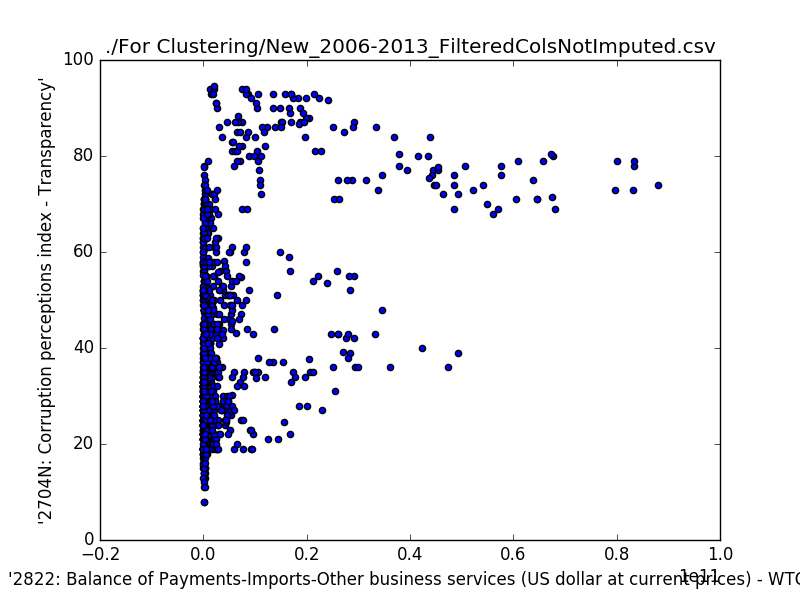 ./For Clustering/New_2006-2013_FilteredColsNotImputed.csv
100
80
60
40
20
0
'2704N: Corruption perceptions index - Transparency'
−0.2 0.0 0.2 0.4 0.6 0.8 1.0
1e11
'2822: Balance of Payments-Imports-Other business services (US dollar at current prices) - WTO